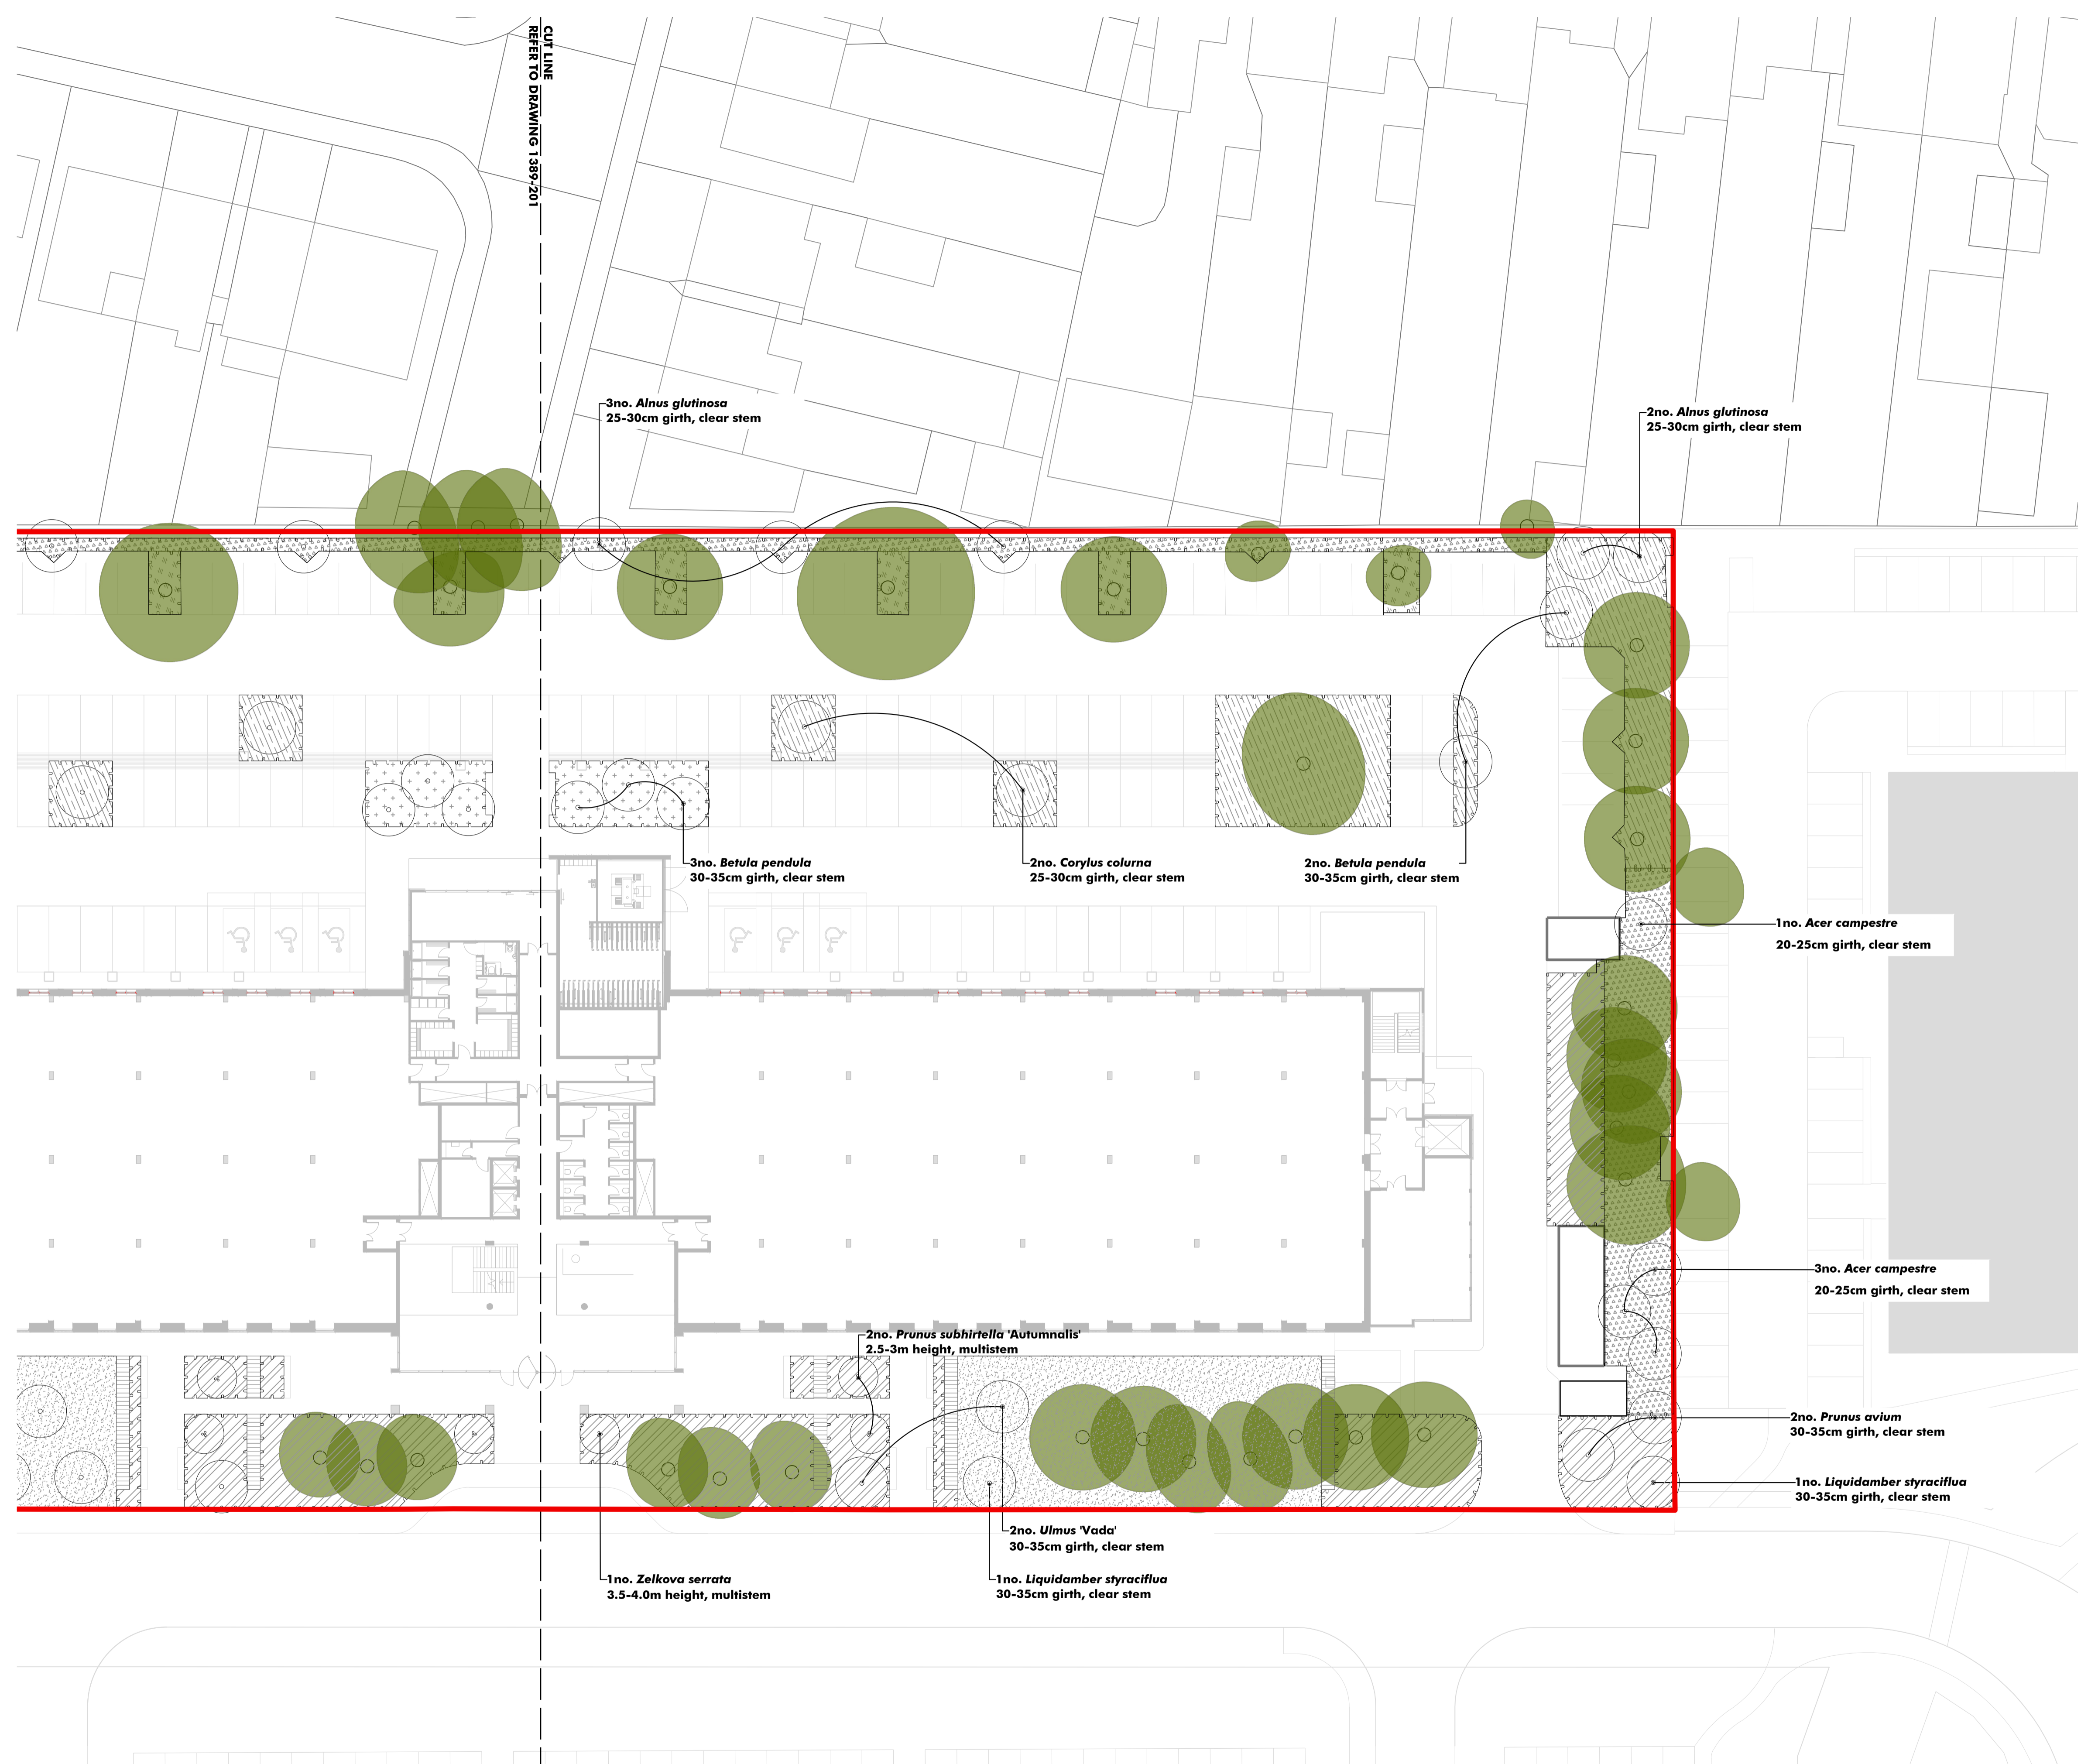 CUT LINE
REFER TO DRAWING 1389-201
3no. Alnus glutinosa
25-30cm girth, clear stem
2no. Alnus glutinosa
25-30cm girth, clear stem
3no. Betula pendula
30-35cm girth, clear stem
2no. Corylus colurna
25-30cm girth, clear stem
2no. Betula pendula
30-35cm girth, clear stem
1no. Acer campestre
20-25cm girth, clear stem
3no. Acer campestre
20-25cm girth, clear stem
2no. Prunus subhirtella 'Autumnalis'
2.5-3m height, multistem
2no. Prunus avium
30-35cm girth, clear stem
1no. Liquidamber styraciflua
30-35cm girth, clear stem
2no. Ulmus 'Vada'
30-35cm girth, clear stem
1no. Zelkova serrata
3.5-4.0m height, multistem
1no. Liquidamber styraciflua
30-35cm girth, clear stem